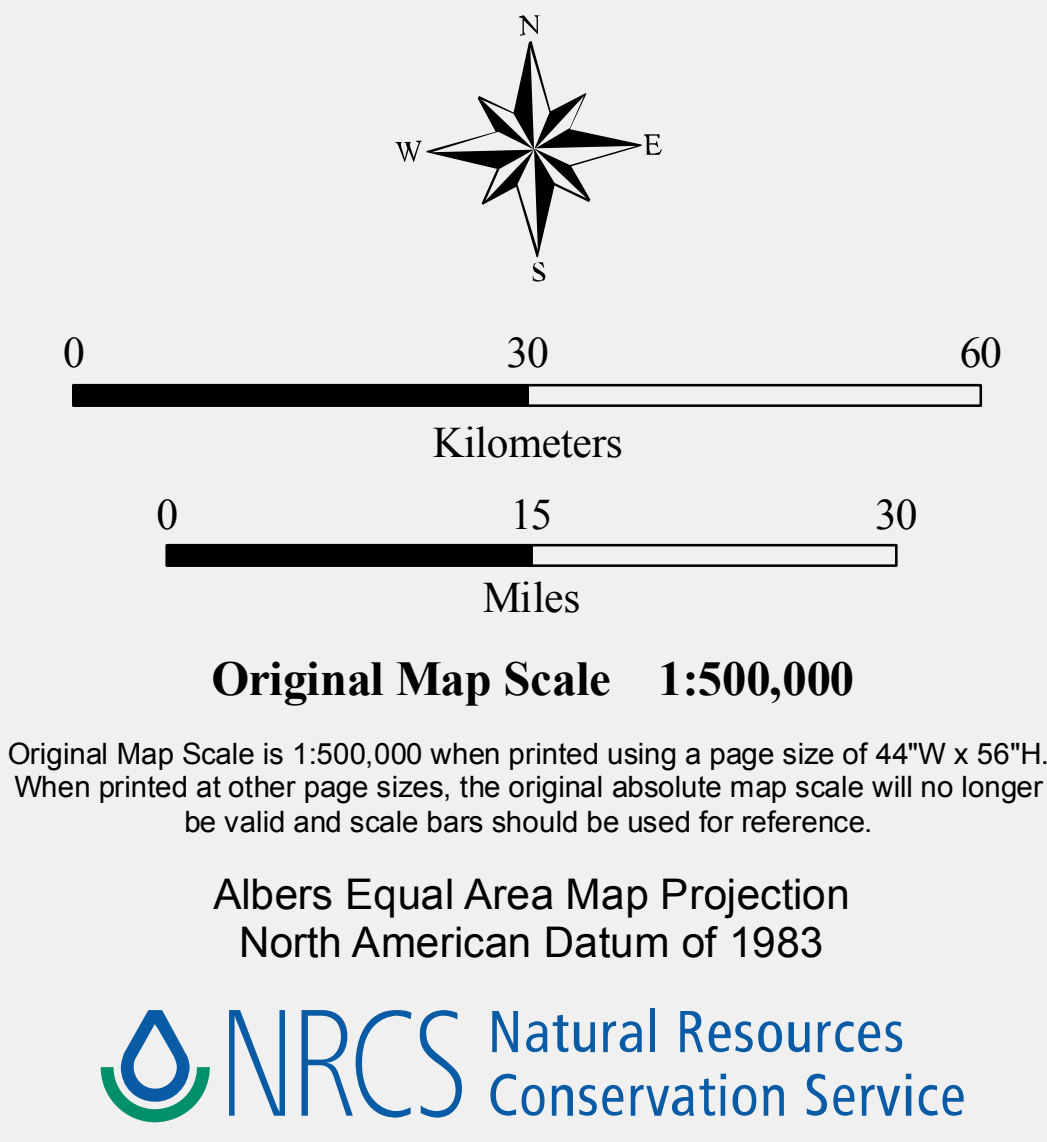 N
W E
S
0 30 60
Kilometers
0 15 30
Miles
Original Map Scale 1:500,000
Original Map Scale is 1:500,000 when printed using a page size of 44"W x 56"H.
When printed at other page sizes, the original absolute map scale will no longer
be valid and scale bars should be used for reference.
Albers Equal Area Map Projection
North American Datum of 1983
NRCS Natural Resources
Conservation Service